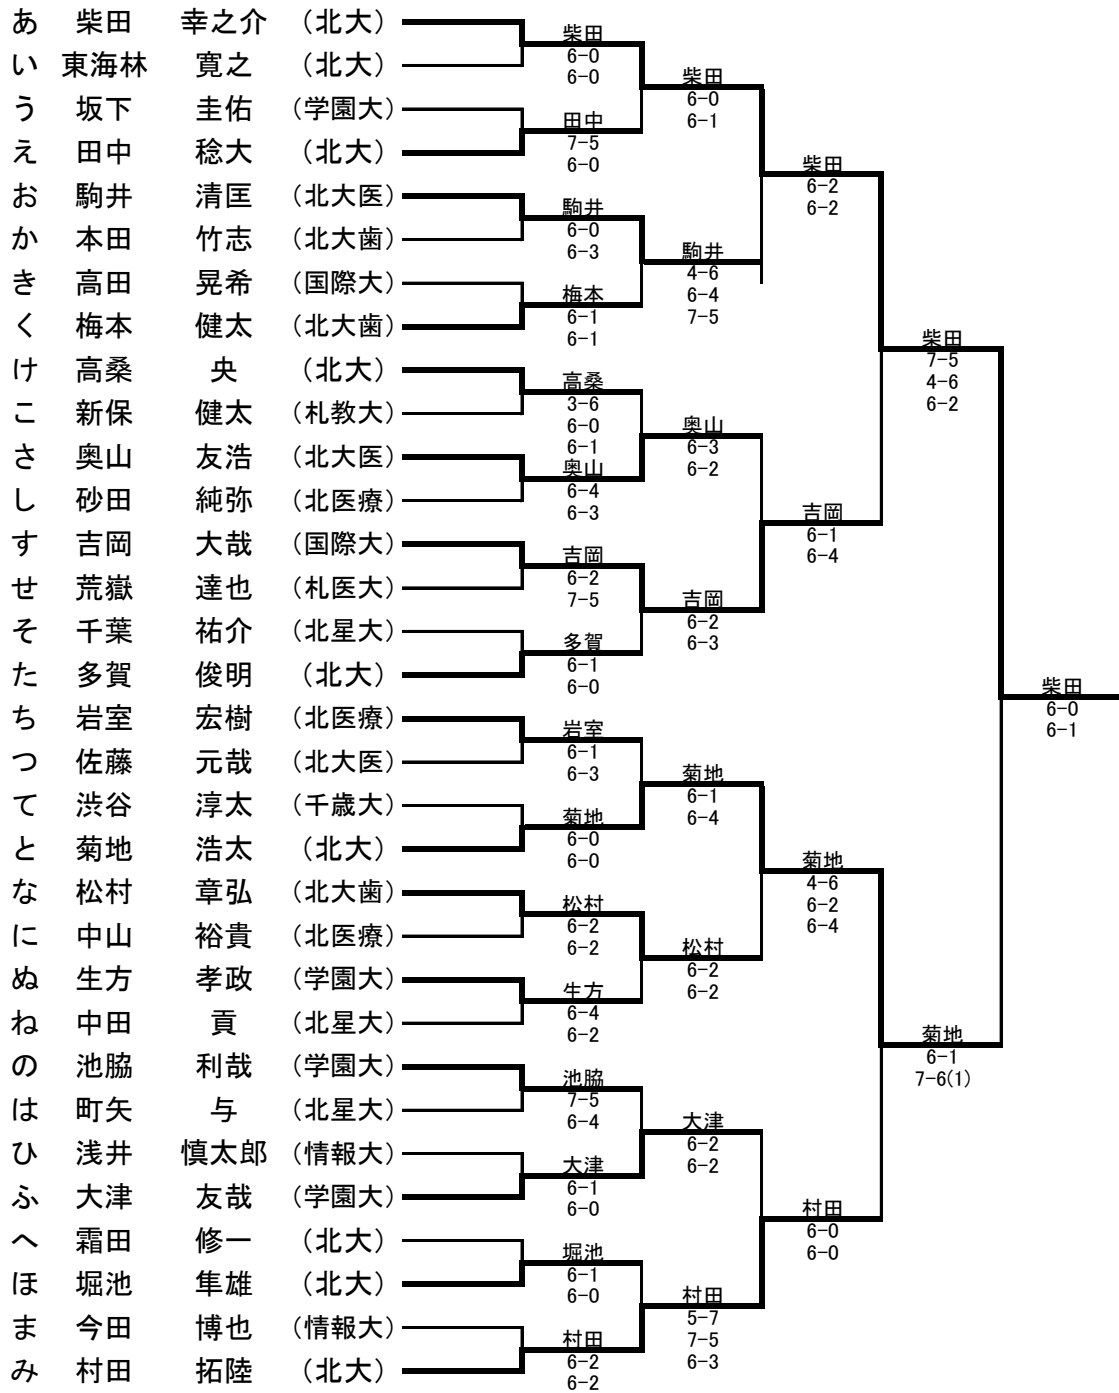 あ 柴田 幸之介 （北大）
い 東海林 寛之 （北大）
う 坂下 圭佑 （学園大）
え 田中 稔大 （北大）
お 駒井 清匡 （北大医）
か 本田 竹志 （北大歯）
き 高田 晃希 （国際大）
く 梅本 健太 （北大歯）
け 高桑 央 （北大）
こ 新保 健太 （札教大）
さ 奥山 友浩 （北大医）
し 砂田 純弥 （北医療）
す 吉岡 大哉 （国際大）
せ 荒嶽 達也 （札医大）
そ 千葉 祐介 （北星大）
た 多賀 俊明 （北大）
ち 岩室 宏樹 （北医療）
つ 佐藤 元哉 （北大医）
て 渋谷 淳太 （千歳大）
と 菊地 浩太 （北大）
な 松村 章弘 （北大歯）
に 中山 裕貴 （北医療）
ぬ 生方 孝政 （学園大）
ね 中田 貢 （北星大）
の 池脇 利哉 （学園大）
は 町矢 与 （北星大）
ひ 浅井 慎太郎 （情報大）
ふ 大津 友哉 （学園大）
へ 霜田 修一 （北大）
ほ 堀池 隼雄 （北大）
ま 今田 博也 （情報大）
み 村田 拓陸 （北大）
柴田
6-0
6-0
田中
7-5
6-0
駒井
6-0
6-3
梅本
6-1
6-1
高桑
3-6
6-0
6-1
奥山
6-4
6-3
吉岡
6-2
7-5
多賀
6-1
6-0
岩室
6-1
6-3
菊地
6-0
6-0
松村
6-2
6-2
生方
6-4
6-2
池脇
7-5
6-4
大津
6-1
6-0
堀池
6-1
6-0
村田
6-2
6-2
柴田
6-0
6-1
駒井
4-6
6-4
7-5
奥山
6-3
6-2
吉岡
6-2
6-3
菊地
6-1
6-4
松村
6-2
6-2
大津
6-2
6-2
村田
5-7
7-5
6-3
柴田
6-2
6-2
吉岡
6-1
6-4
菊地
4-6
6-2
6-4
村田
6-0
6-0
柴田
7-5
4-6
6-2
菊地
6-1
7-6(1)
柴田
6-0
6-1